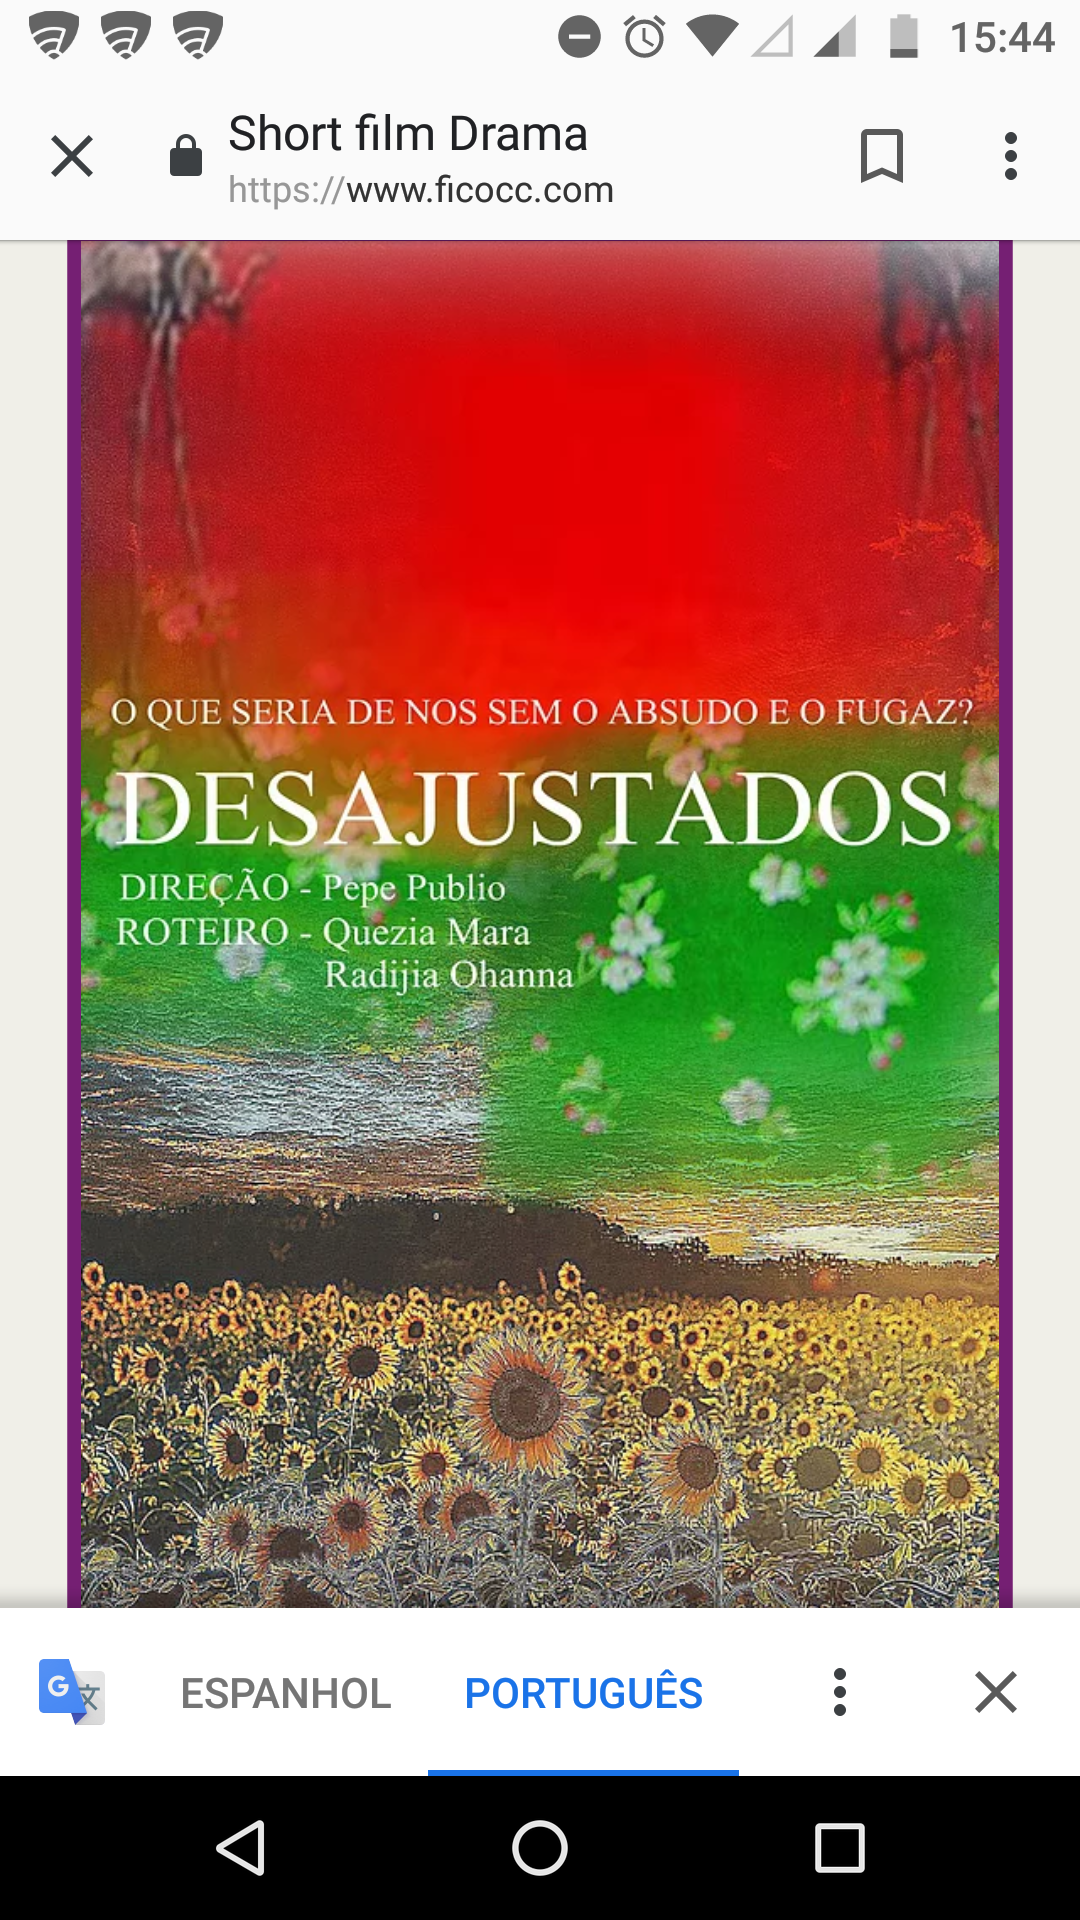 15:44
Short film Drama
https://www.ficocc.com
O QUE SERIA DE NOS SEM O ABSUDO E O FUGAZ?
DESAJUSTADOS
DIREÇÃO - Pepe Publio
ROTEIRO - Quezia Mara
Radijia Ohanna
G 文
ESPANHOL PORTUGUÊS